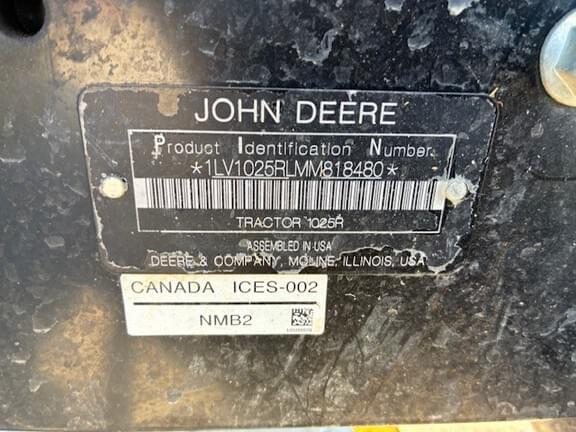 JOHN DEERE
Product Identification Number
*1LV1025RLMM818480*
TRACTOR 1025R
ASSEMBLED IN USA
DEERE & COMPANY, MOLINE, ILLINOIS, USA
CANADA ICES-002
NMB2